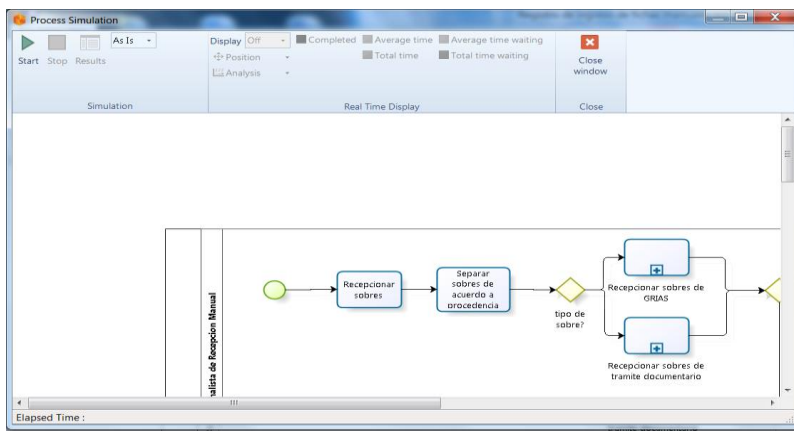 Process Simulation
Start
Stop
Results
As Is
Simulation
Display
Off
Position
Analysis
Completed
Average time
Average time waiting
Total time
Total time waiting
Real Time Display
Close
window
Close
Recepcionar
sobres
Separar
sobres de
acuerdo a
procedencia
tipo de
sobre?
Recepcionar sobres de
GRIAS
Recepcionar sobres de
tramite documentario
nalista de Recepcion Manual
Elapsed Time :